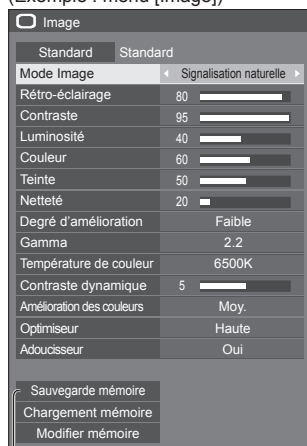 (Exemple : menu [Image])
Image
Standard Standard
Mode Image Signalisation naturelle
Rétro-éclairage 80
Contraste 95
Luminosité 40
Couleur 60
Teinte 50
Netteté 20
Degré d'amélioration Faible
Gamma 2.2
Température de couleur 6500K
Contraste dynamique 5
Amélioration des couleurs Moy.
Optimiseur Haute
Adoucisseur Oui
Sauvegarde mémoire
Chargement mémoire
Modifier mémoire